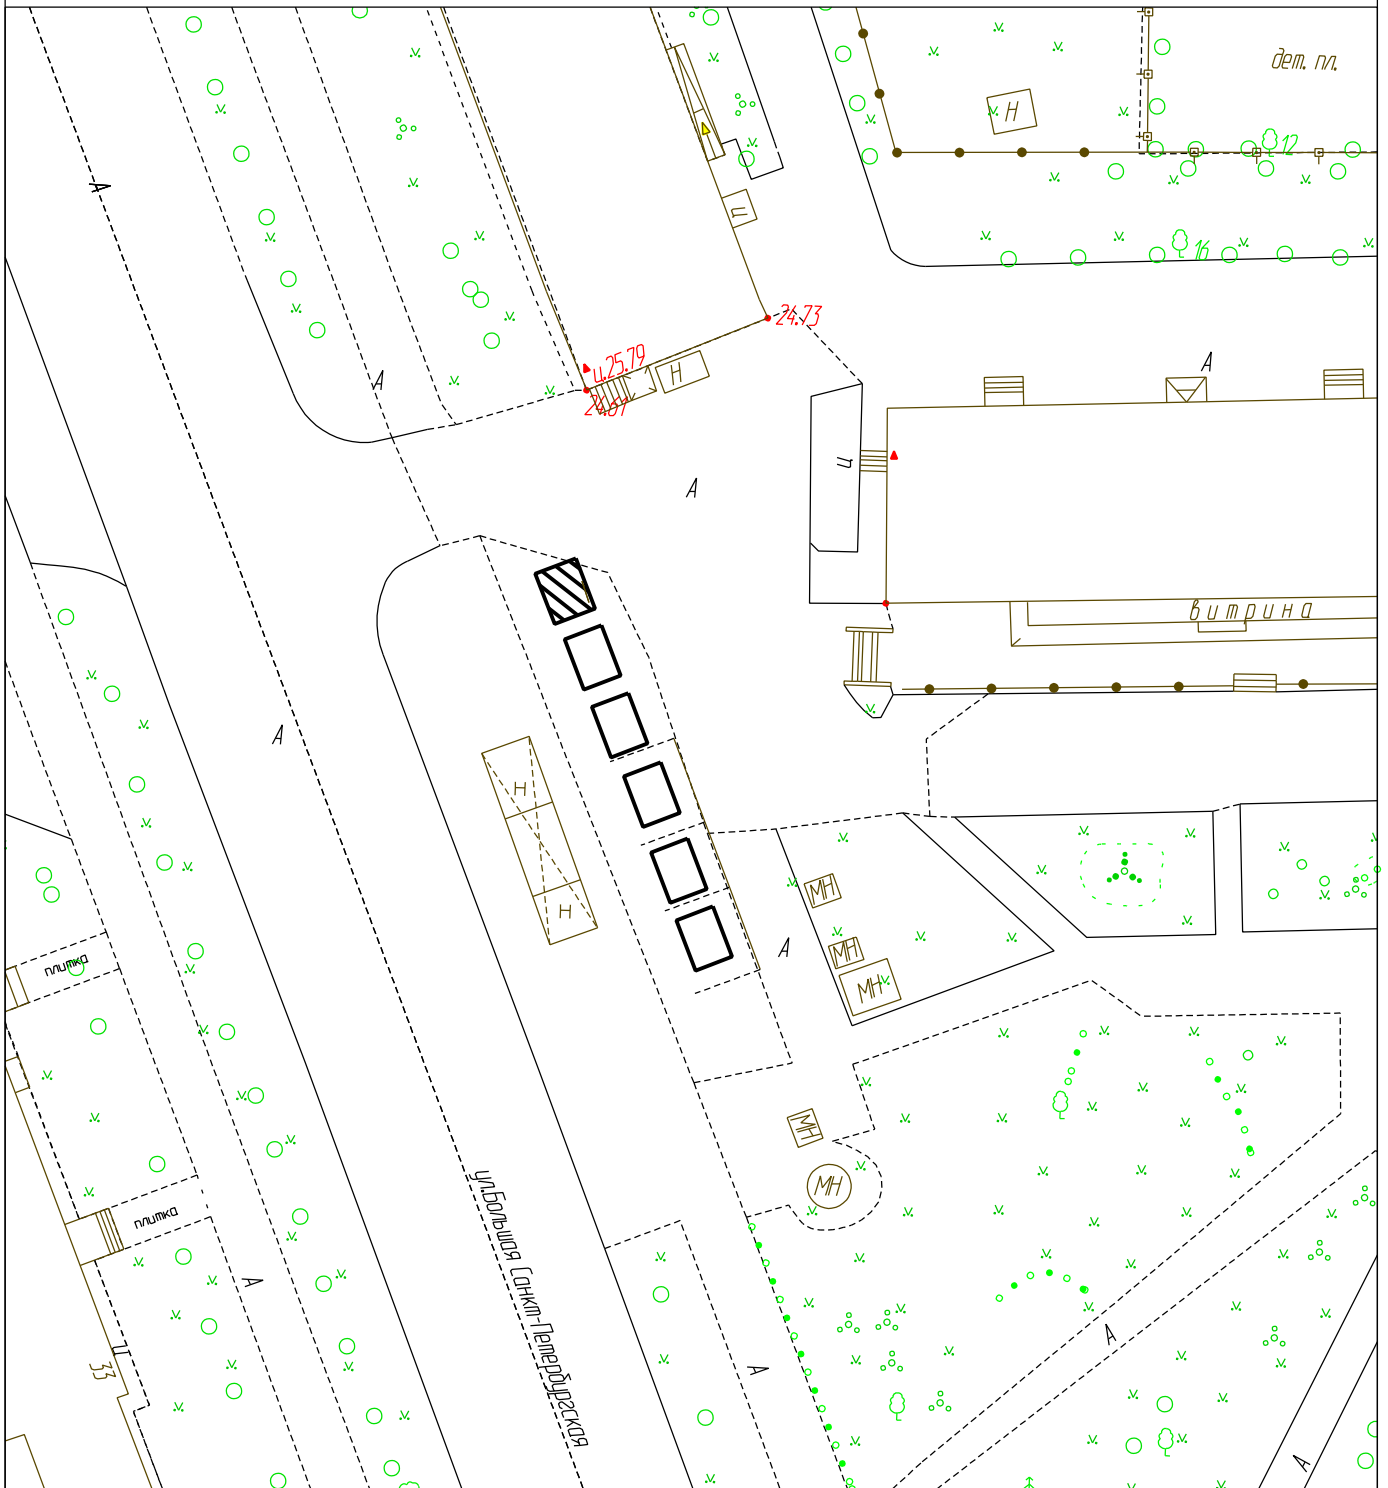 дет. пл.
Н
12
А
ц
16
24.73
ц.25.79
А
Н
А
24.61
ц
А
витрина
А
Н
МН
Н
А
МН
плитка
МН
МН
МН
ул.Большая Санкт-Петербургская
плитка
А
А
ц
33
А
А